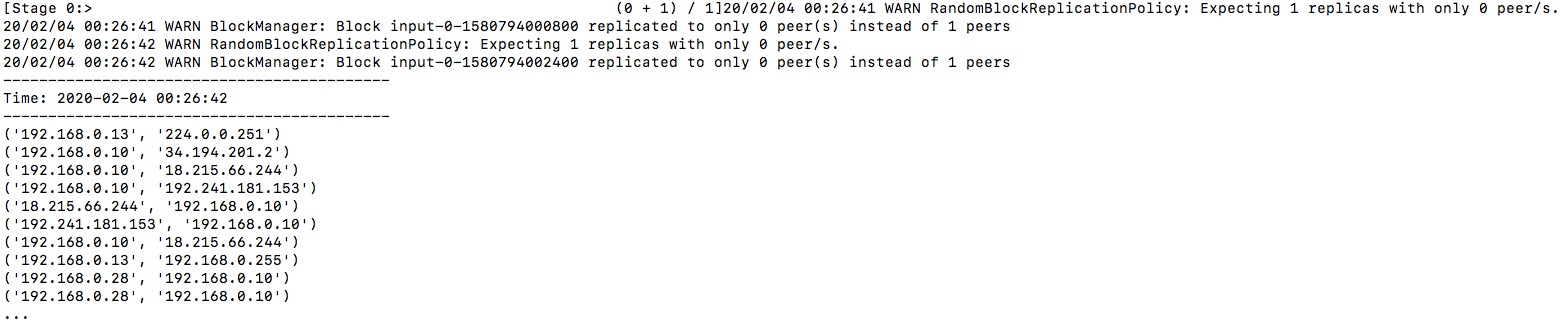 [Stage 0:>                                                          (0 + 1) / 1]20/02/04 00:26:41 WARN RandomBlockReplicationPolicy: Expecting 1 replicas with only 0 peer/s.
20/02/04 00:26:41 WARN BlockManager: Block input-0-1580794000800 replicated to only 0 peer(s) instead of 1 peers
20/02/04 00:26:42 WARN RandomBlockReplicationPolicy: Expecting 1 replicas with only 0 peer/s.
20/02/04 00:26:42 WARN BlockManager: Block input-0-1580794002400 replicated to only 0 peer(s) instead of 1 peers
-------------------------------------------
Time: 2020-02-04 00:26:42
-------------------------------------------
('192.168.0.13', '224.0.0.251')
('192.168.0.10', '34.194.201.2')
('192.168.0.10', '18.215.66.244')
('192.168.0.10', '192.241.181.153')
('18.215.66.244', '192.168.0.10')
('192.241.181.153', '192.168.0.10')
('192.168.0.10', '18.215.66.244')
('192.168.0.13', '192.168.0.255')
('192.168.0.28', '192.168.0.10')
('192.168.0.28', '192.168.0.10')
...